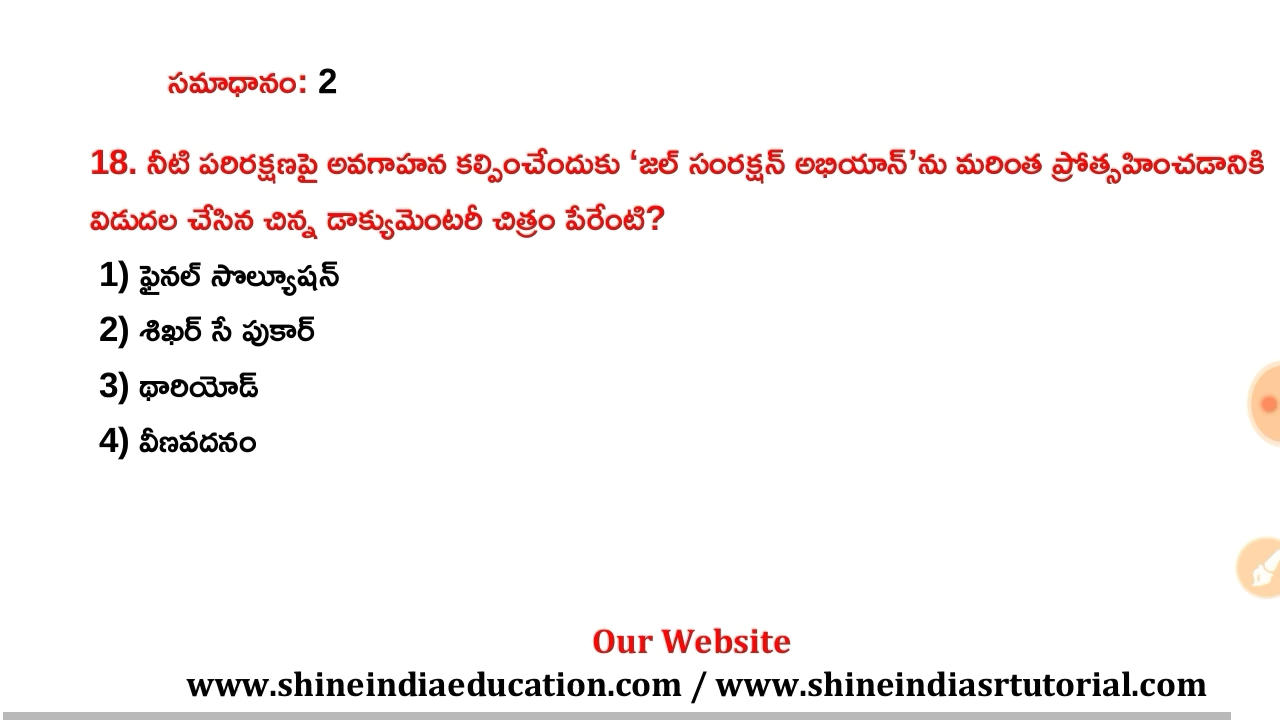 సమాధానం: 2
18. నీటి పరిరక్షణపై అవగాహన కల్పించేందుకు ‘జల్ సంరక్షన్ అభియాన్’ను మరింత ప్రోత్సహించడానికి
విడుదల చేసిన చిన్న డాక్యుమెంటరీ చిత్రం పేరేంటి?
1) ఫైనల్ సొల్యూషన్
2) శిఖర్ సే పుకార్
3) థారియోడ్
4) వీణవదనం
Our Website
www.shineindiaeducation.com / www.shineindiasrtutorial.com